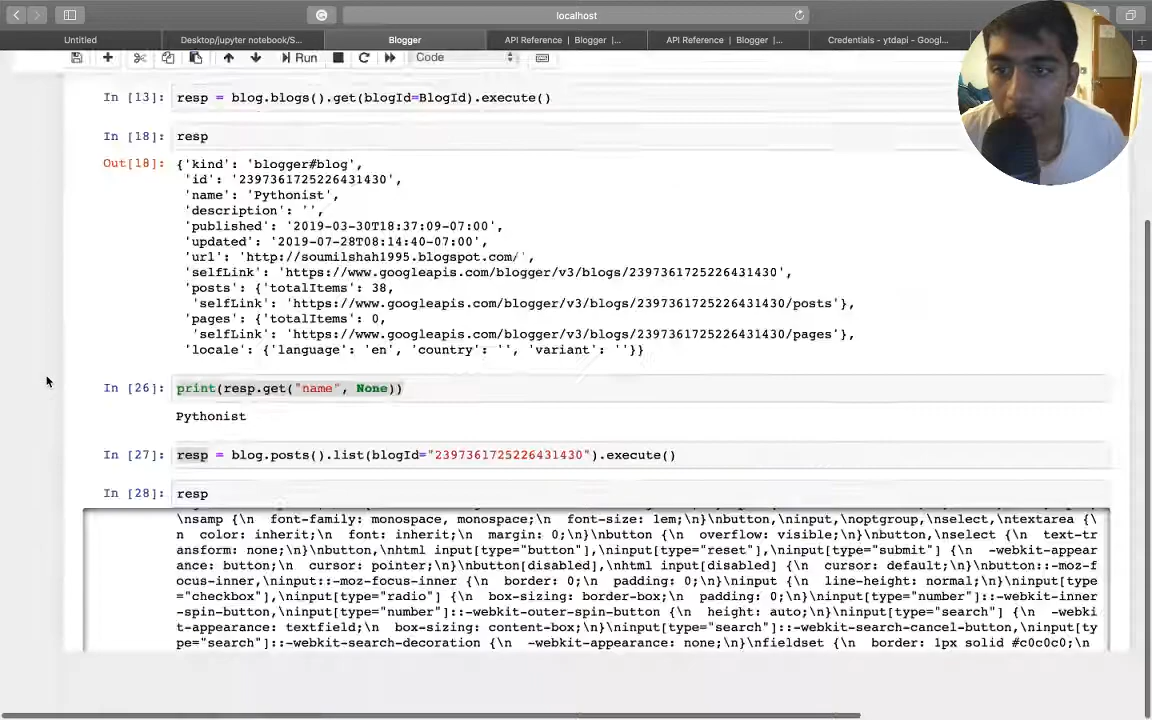 localhost
Untitled
Desktop/jupyter notebook/S...
Blogger
API Reference | Blogger |...
API Reference | Blogger |...
Credentials - ytdapi - Googl...
Run
Code
In [13]: resp = blog.blogs().get(blogId=BlogId).execute()
In [18]: resp
Out[18]: {'kind': 'blogger#blog',
'id': '2397361725226431430',
'name': 'Pythonist',
'description': '',
'published': '2019-03-30T18:37:09-07:00',
'updated': '2019-07-28T08:14:40-07:00',
'url': 'http://soumilshah1995.blogspot.com/',
'selfLink': 'https://www.googleapis.com/blogger/v3/blogs/2397361725226431430',
'posts': {'totalItems': 38,
'selfLink': 'https://www.googleapis.com/blogger/v3/blogs/2397361725226431430/posts'},
'pages': {'totalItems': 0,
'selfLink': 'https://www.googleapis.com/blogger/v3/blogs/2397361725226431430/pages'},
'locale': {'language': 'en', 'country': '', 'variant': ''}}
In [26]: print(resp.get("name", None))
Pythonist
In [27]: resp = blog.posts().list(blogId="2397361725226431430").execute()
In [28]: resp
\nsamp {\n  font-family: monospace, monospace;\n  font-size: 1em;\n}\nbutton,\ninput,\noptgroup,\nselect,\ntextarea {\
n  color: inherit;\n  font: inherit;\n  margin: 0;\n}\nbutton {\n  overflow: visible;\n}\nbutton,\nselect {\n  text-tr
ansform: none;\n}\nbutton,\nhtml input[type="button"],\ninput[type="reset"],\ninput[type="submit"] {\n  -webkit-appear
ance: button;\n  cursor: pointer;\n}\nbutton[disabled],\nhtml input[disabled] {\n  cursor: default;\n}\nbutton::-moz-f
ocus-inner,\ninput::-moz-focus-inner {\n  border: 0;\n  padding: 0;\n}\ninput {\n  line-height: normal;\n}\ninput[type
="checkbox"],\ninput[type="radio"] {\n  box-sizing: border-box;\n  padding: 0;\n}\ninput[type="number"]::-webkit-inner
-spin-button,\ninput[type="number"]::-webkit-outer-spin-button {\n  height: auto;\n}\ninput[type="search"] {\n  -webki
t-appearance: textfield;\n  box-sizing: content-box;\n}\ninput[type="search"]::-webkit-search-cancel-button,\ninput[ty
pe="search"]::-webkit-search-decoration {\n  -webkit-appearance: none;\n}\nfieldset {\n  border: 1px solid #c0c0c0;\n